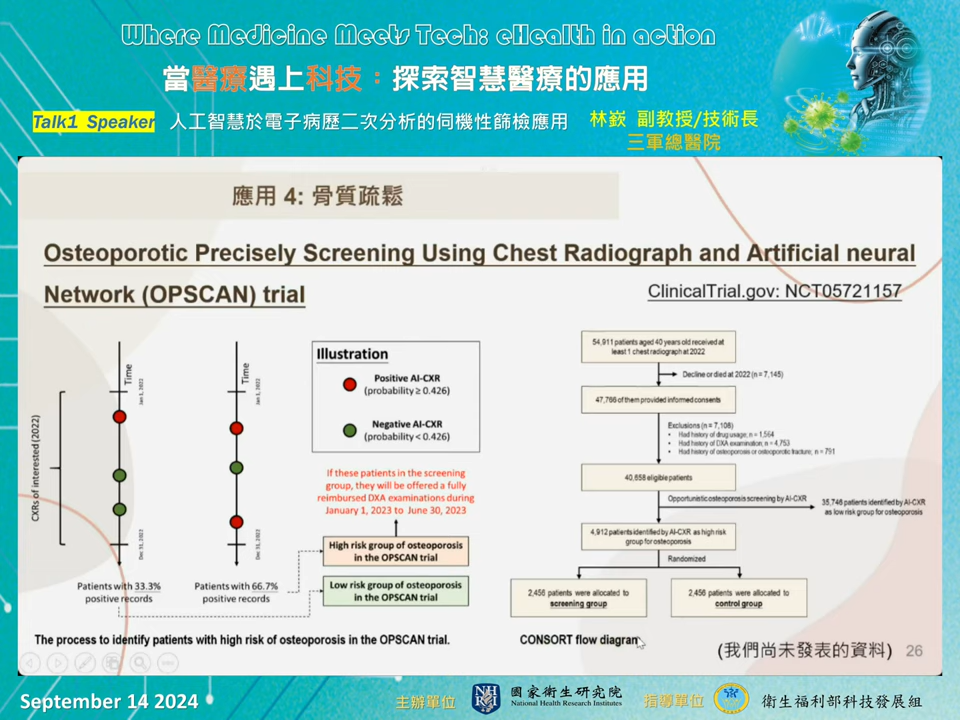 Where Medicine Meets Tech: eHealth in action
當醫療遇上科技：探索智慧醫療的應用
Talk1 Speaker 人工智慧於電子病歷二次分析的伺機性篩檢應用 林嶔 副教授/技術長
三軍總醫院
應用 4: 骨質疏鬆
Osteoporotic Precisely Screening Using Chest Radiograph and Artificial neural
Network (OPSCAN) trial
ClinicalTrial.gov: NCT05721157
CXRs of interested (2022)
Time
Jan 1, 2022
Dec 31, 2022
Patients with 33.3%
positive records
Time
Jan 1, 2022
Dec 31, 2022
Patients with 66.7%
positive records
Illustration
Positive AI-CXR
(probability ≥ 0.426)
Negative AI-CXR
(probability < 0.426)
If these patients in the screening
group, they will be offered a fully
reimbursed DXA examinations during
January 1, 2023 to June 30, 2023
High risk group of osteoporosis
in the OPSCAN trial
Low risk group of osteoporosis
in the OPSCAN trial
The process to identify patients with high risk of osteoporosis in the OPSCAN trial.
54,911 patients aged 40 years old received at
least 1 chest radiograph at 2022
Decline or died at 2022 (n = 7,145)
47,766 of them provided informed consents
Exclusions (n = 7,108)
• Had history of drug usage; n = 1,564
• Had history of DXA examination; n = 4,753
• Had history of osteoporosis or osteoporotic fracture; n = 791
40,658 eligible patients
Opportunistic osteoporosis screening by AI-CXR
35,746 patients identified by AI-CXR
as low risk group for osteoporosis
4,912 patients identified by AI-CXR as high risk
group for osteoporosis
Randomized
2,456 patients were allocated to
screening group
2,456 patients were allocated to
control group
CONSORT flow diagram
(我們尚未發表的資料) 26
September 14 2024
主辦單位
NHRI
國家衛生研究院
National Health Research Institutes
指導單位
衛生福利部科技發展組